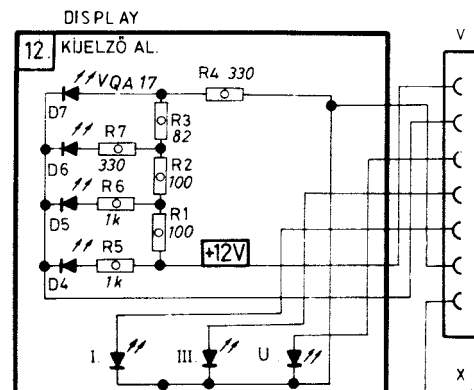 DISPLAY
12. KIJELZŐ AL.
V
VQA 17
R4 330
D7
R3
82
R7
330
D6
R2
100
R6
1k
D5
R1
100
R5
1k
D4
+12V
I.
III.
U
X